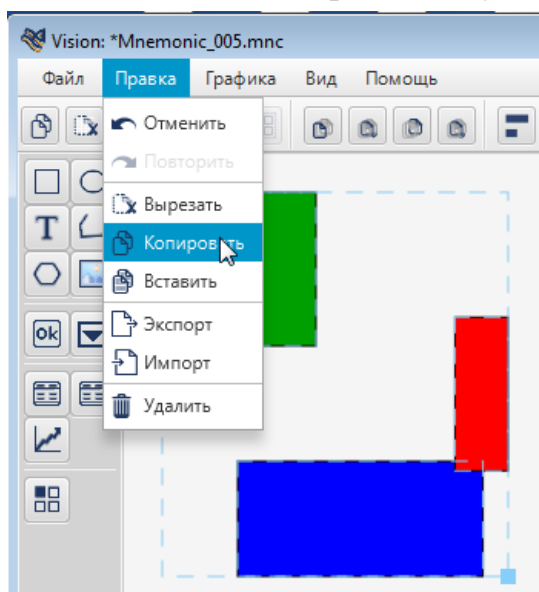 Vision: *Mnemonic_005.mnc
Файл Правка Графика Вид Помощь
Отменить
Повторить
Вырезать
Копировать
Вставить
Экспорт
Импорт
Удалить
T
Ok